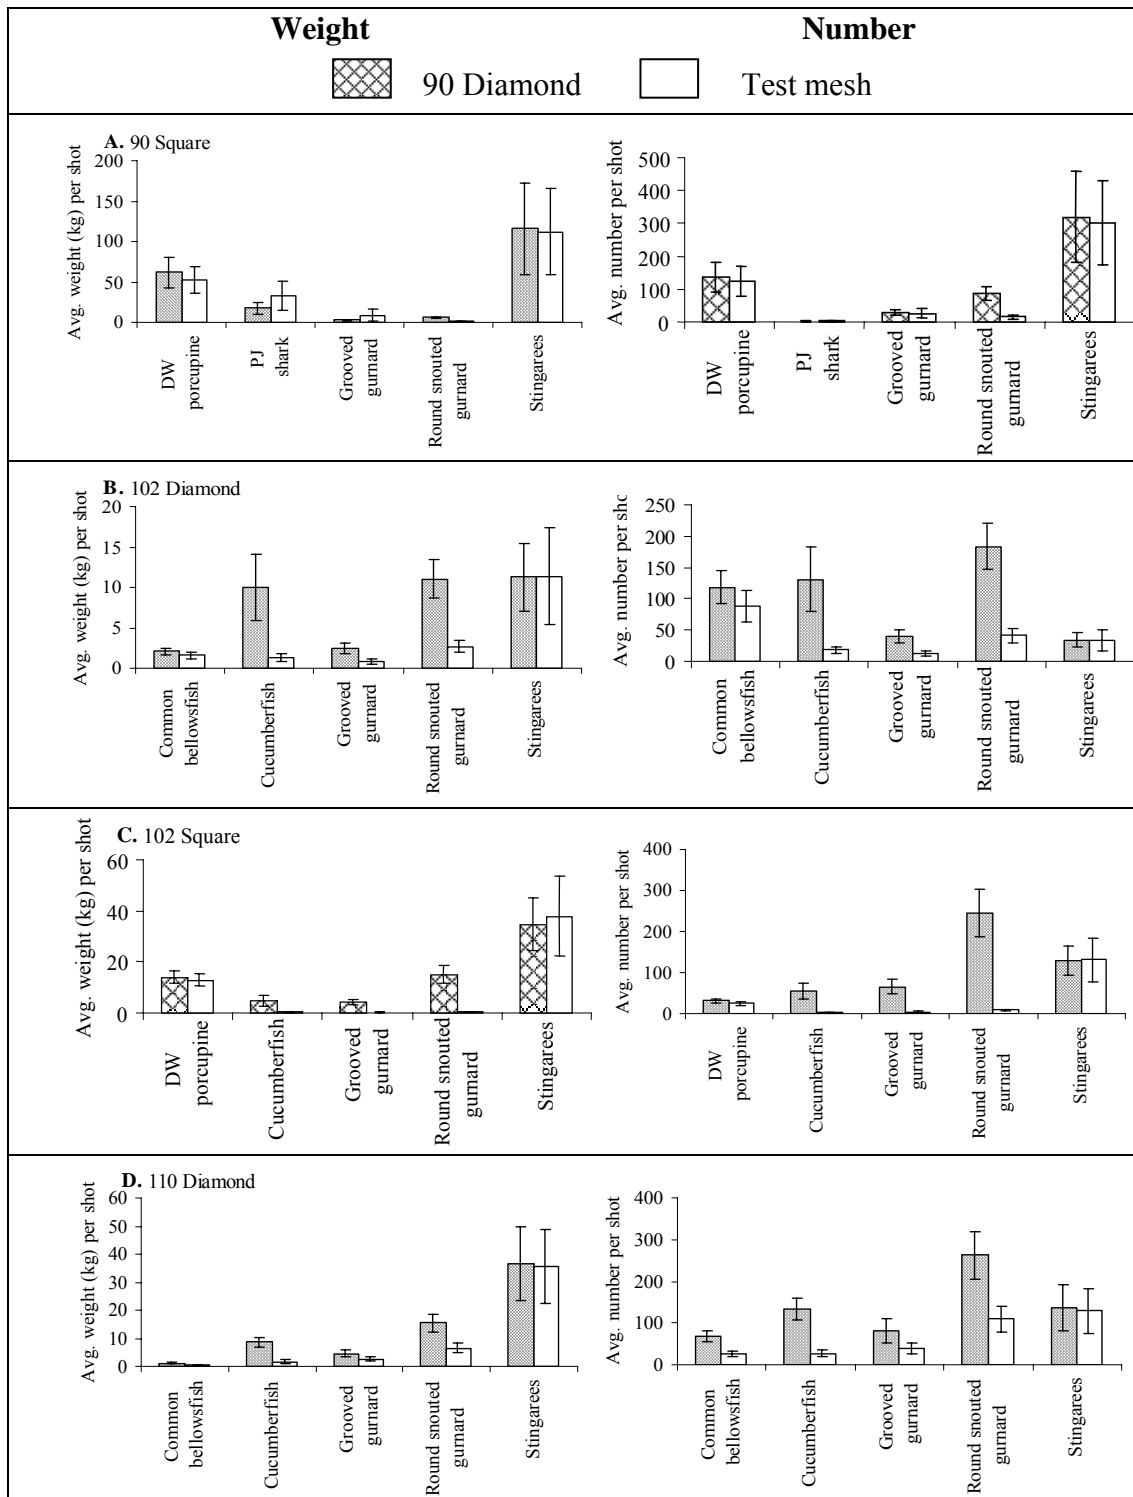 Weight Number
90 Diamond Test mesh
A. 90 Square
Avg. weight (kg) per shot
200
150
100
50
0
DW
porcupine
PJ
shark
Grooved
gurnard
Round snouted
gurnard
Stingarees
Avg. number per shot
500
400
300
200
100
0
DW
porcupine
PJ
shark
Grooved
gurnard
Round snouted
gurnard
Stingarees
B. 102 Diamond
Avg. weight (kg) per shot
20
15
10
5
0
Common
bellowsfish
Cucumberfish
Grooved
gurnard
Round snouted
gurnard
Stingarees
Avg. number per sho
250
200
150
100
50
0
Common
bellowsfish
Cucumberfish
Grooved
gurnard
Round snouted
gurnard
Stingarees
C. 102 Square
Avg. weight (kg) per shot
60
40
20
0
DW
porcupine
Cucumberfish
Grooved
gurnard
Round snouted
gurnard
Stingarees
Avg. number per shot
400
300
200
100
0
DW
porcupine
Cucumberfish
Grooved
gurnard
Round snouted
gurnard
Stingarees
D. 110 Diamond
Avg. weight (kg) per shot
60
50
40
30
20
10
0
Common
bellowsfish
Cucumberfish
Grooved
gurnard
Round snouted
gurnard
Stingarees
Avg. number per shot
400
300
200
100
0
Common
bellowsfish
Cucumberfish
Grooved
gurnard
Round snouted
gurnard
Stingarees